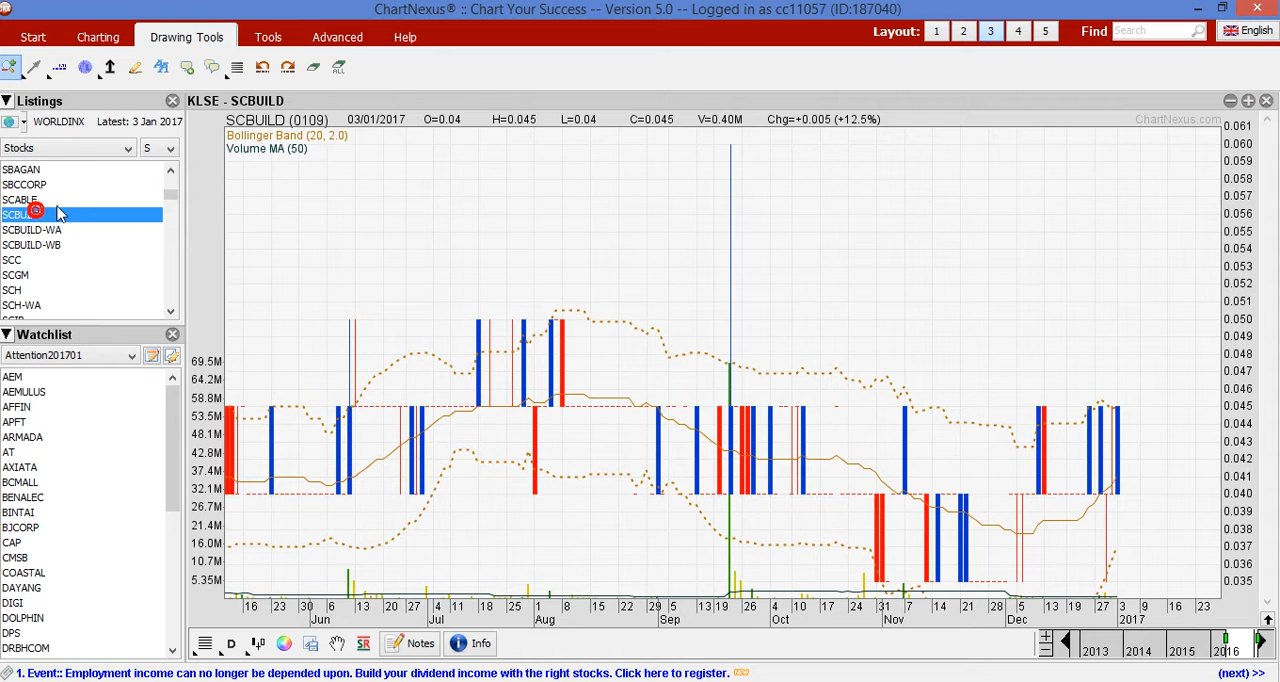 ChartNexus® :: Chart Your Success -- Version 5.0 -- Logged in as cc11057 (ID:187040)
Start Charting Drawing Tools Tools Advanced Help Layout: 1 2 3 4 5 Find Search English
ALL
Listings
WORLDINX Latest: 3 Jan 2017
Stocks S
SBAGAN
SBCCORP
SCABLE
SCBUILD-WA
SCBUILD-WB
SCC
SCGM
SCH
SCH-WA
Watchlist
Attention201701
AEM
AEMULUS
AFFIN
APFT
ARMADA
AT
AXIATA
BCMALL
BENALEC
BINTAI
BJCORP
CAP
CMSB
COASTAL
DAYANG
DIGI
DOLPHIN
DPS
DRBHCOM
KLSE - SCBUILD
SCBUILD (0109) 03/01/2017 O=0.04 H=0.045 L=0.04 C=0.045 V=0.40M Chg=+0.005 (+12.5%) ChartNexus.com
Bollinger Band (20, 2.0)
Volume MA (50)
0.061
0.060
0.059
0.058
0.057
0.056
0.055
0.054
0.053
0.052
0.051
0.050
0.049
0.048
0.047
0.046
0.045
0.044
0.043
0.042
0.041
0.040
0.039
0.038
0.037
0.036
0.035
69.5M
64.2M
58.8M
53.5M
48.1M
42.8M
37.4M
32.1M
26.7M
21.4M
16.0M
10.7M
5.35M
16 23 30 6 13 20 27 4 11 18 25 1 8 15 22 29 5 13 19 26 3 10 17 24 31 7 14 21 28 5 13 19 27 3 9 16 23
Jun Jul Aug Sep Oct Nov Dec 2017
D SR Notes Info 2013 2014 2015 2016
1. Event:: Employment income can no longer be depended upon. Build your dividend income with the right stocks. Click here to register. NEW (next) >>